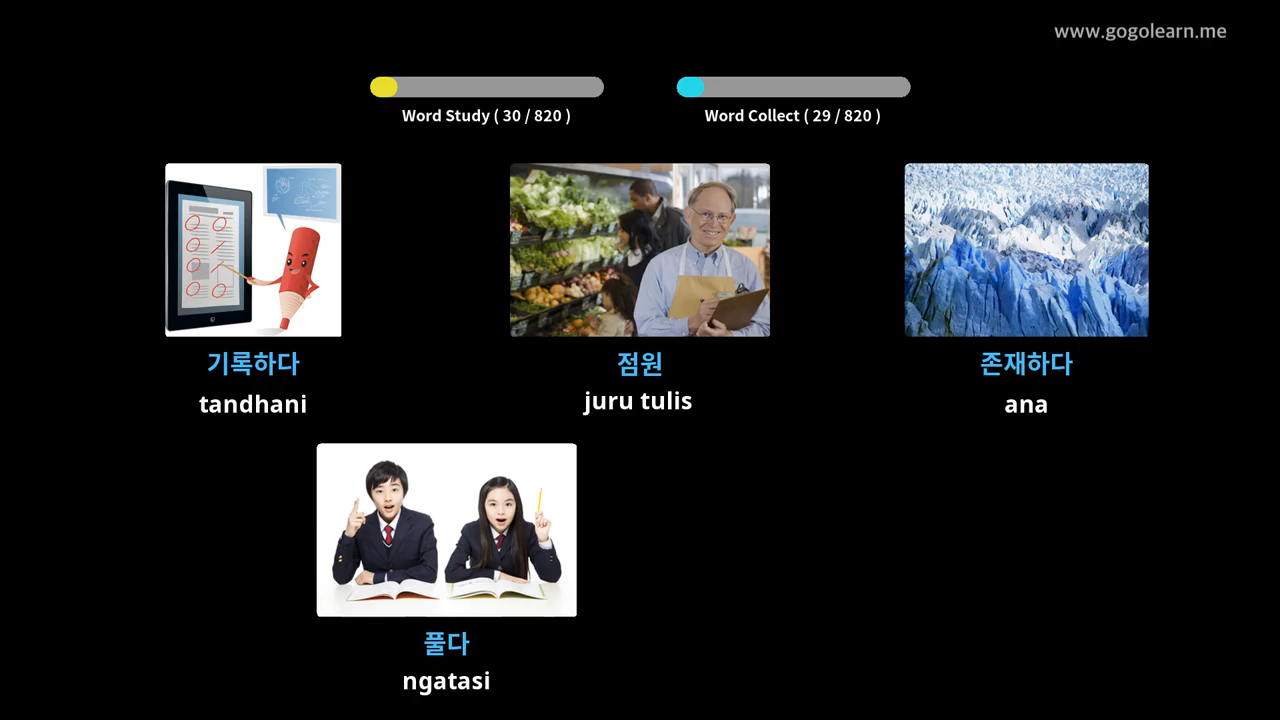 www.gogolearn.me
Word Study ( 30 / 820 )
Word Collect ( 29 / 820 )
기록하다
tandhani
점원
juru tulis
존재하다
ana
풀다
ngatasi